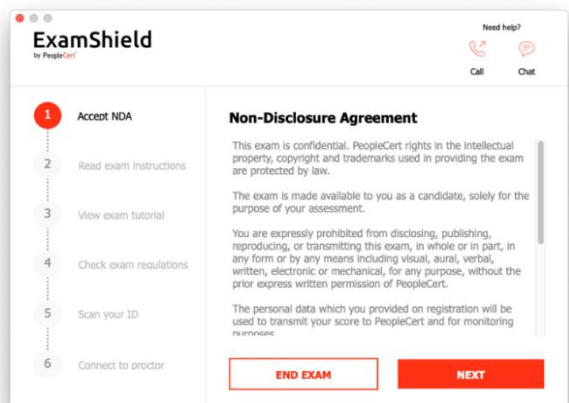 ExamShield
by PeopleCert
Need help?
Call
Chat
1 Accept NDA
2 Read exam instructions
3 View exam tutorial
4 Check exam regulations
5 Scan your ID
6 Connect to proctor
Non-Disclosure Agreement
This exam is confidential. PeopleCert rights in the intellectual
property, copyright and trademarks used in providing the exam
are protected by law.
The exam is made available to you as a candidate, solely for the
purpose of your assessment.
You are expressly prohibited from disclosing, publishing,
reproducing, or transmitting this exam, in whole or in part, in
any form or by any means including visual, aural, verbal,
written, electronic or mechanical, for any purpose, without the
prior express written permission of PeopleCert.
The personal data which you provided on registration will be
used to transmit your score to PeopleCert and for monitoring
purposes
END EXAM
NEXT